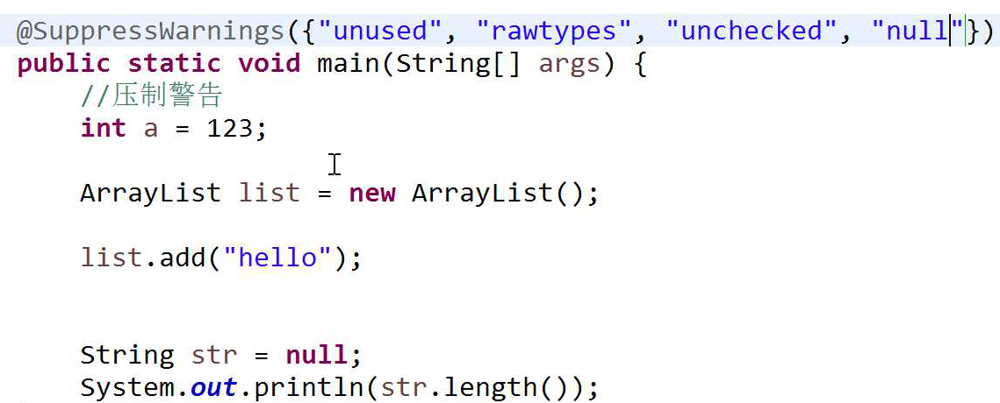 @SuppressWarnings({"unused", "rawtypes", "unchecked", "null"})
public static void main(String[] args) {
//压制警告
int a = 123;
ArrayList list = new ArrayList();
list.add("hello");
String str = null;
System.out.println(str.length());